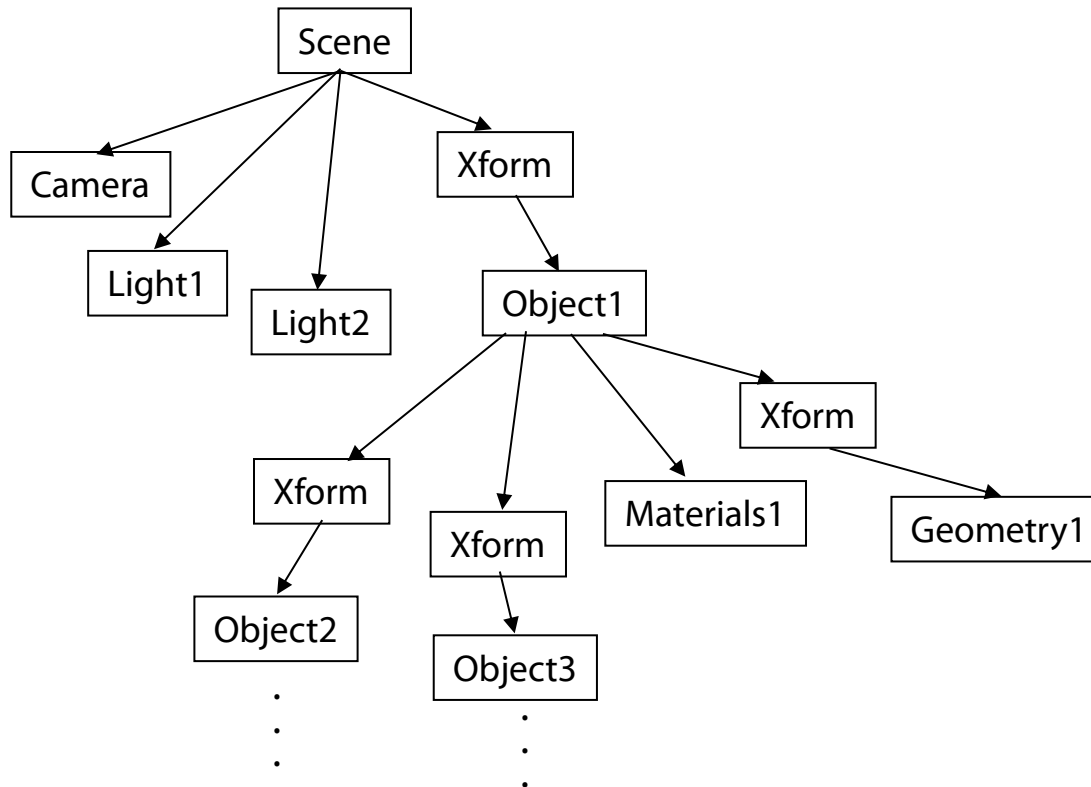 Scene
Xform
Camera
Light1
Light2
Object1
Xform
Xform
Materials1
Xform
Geometry1
Object2
Object3